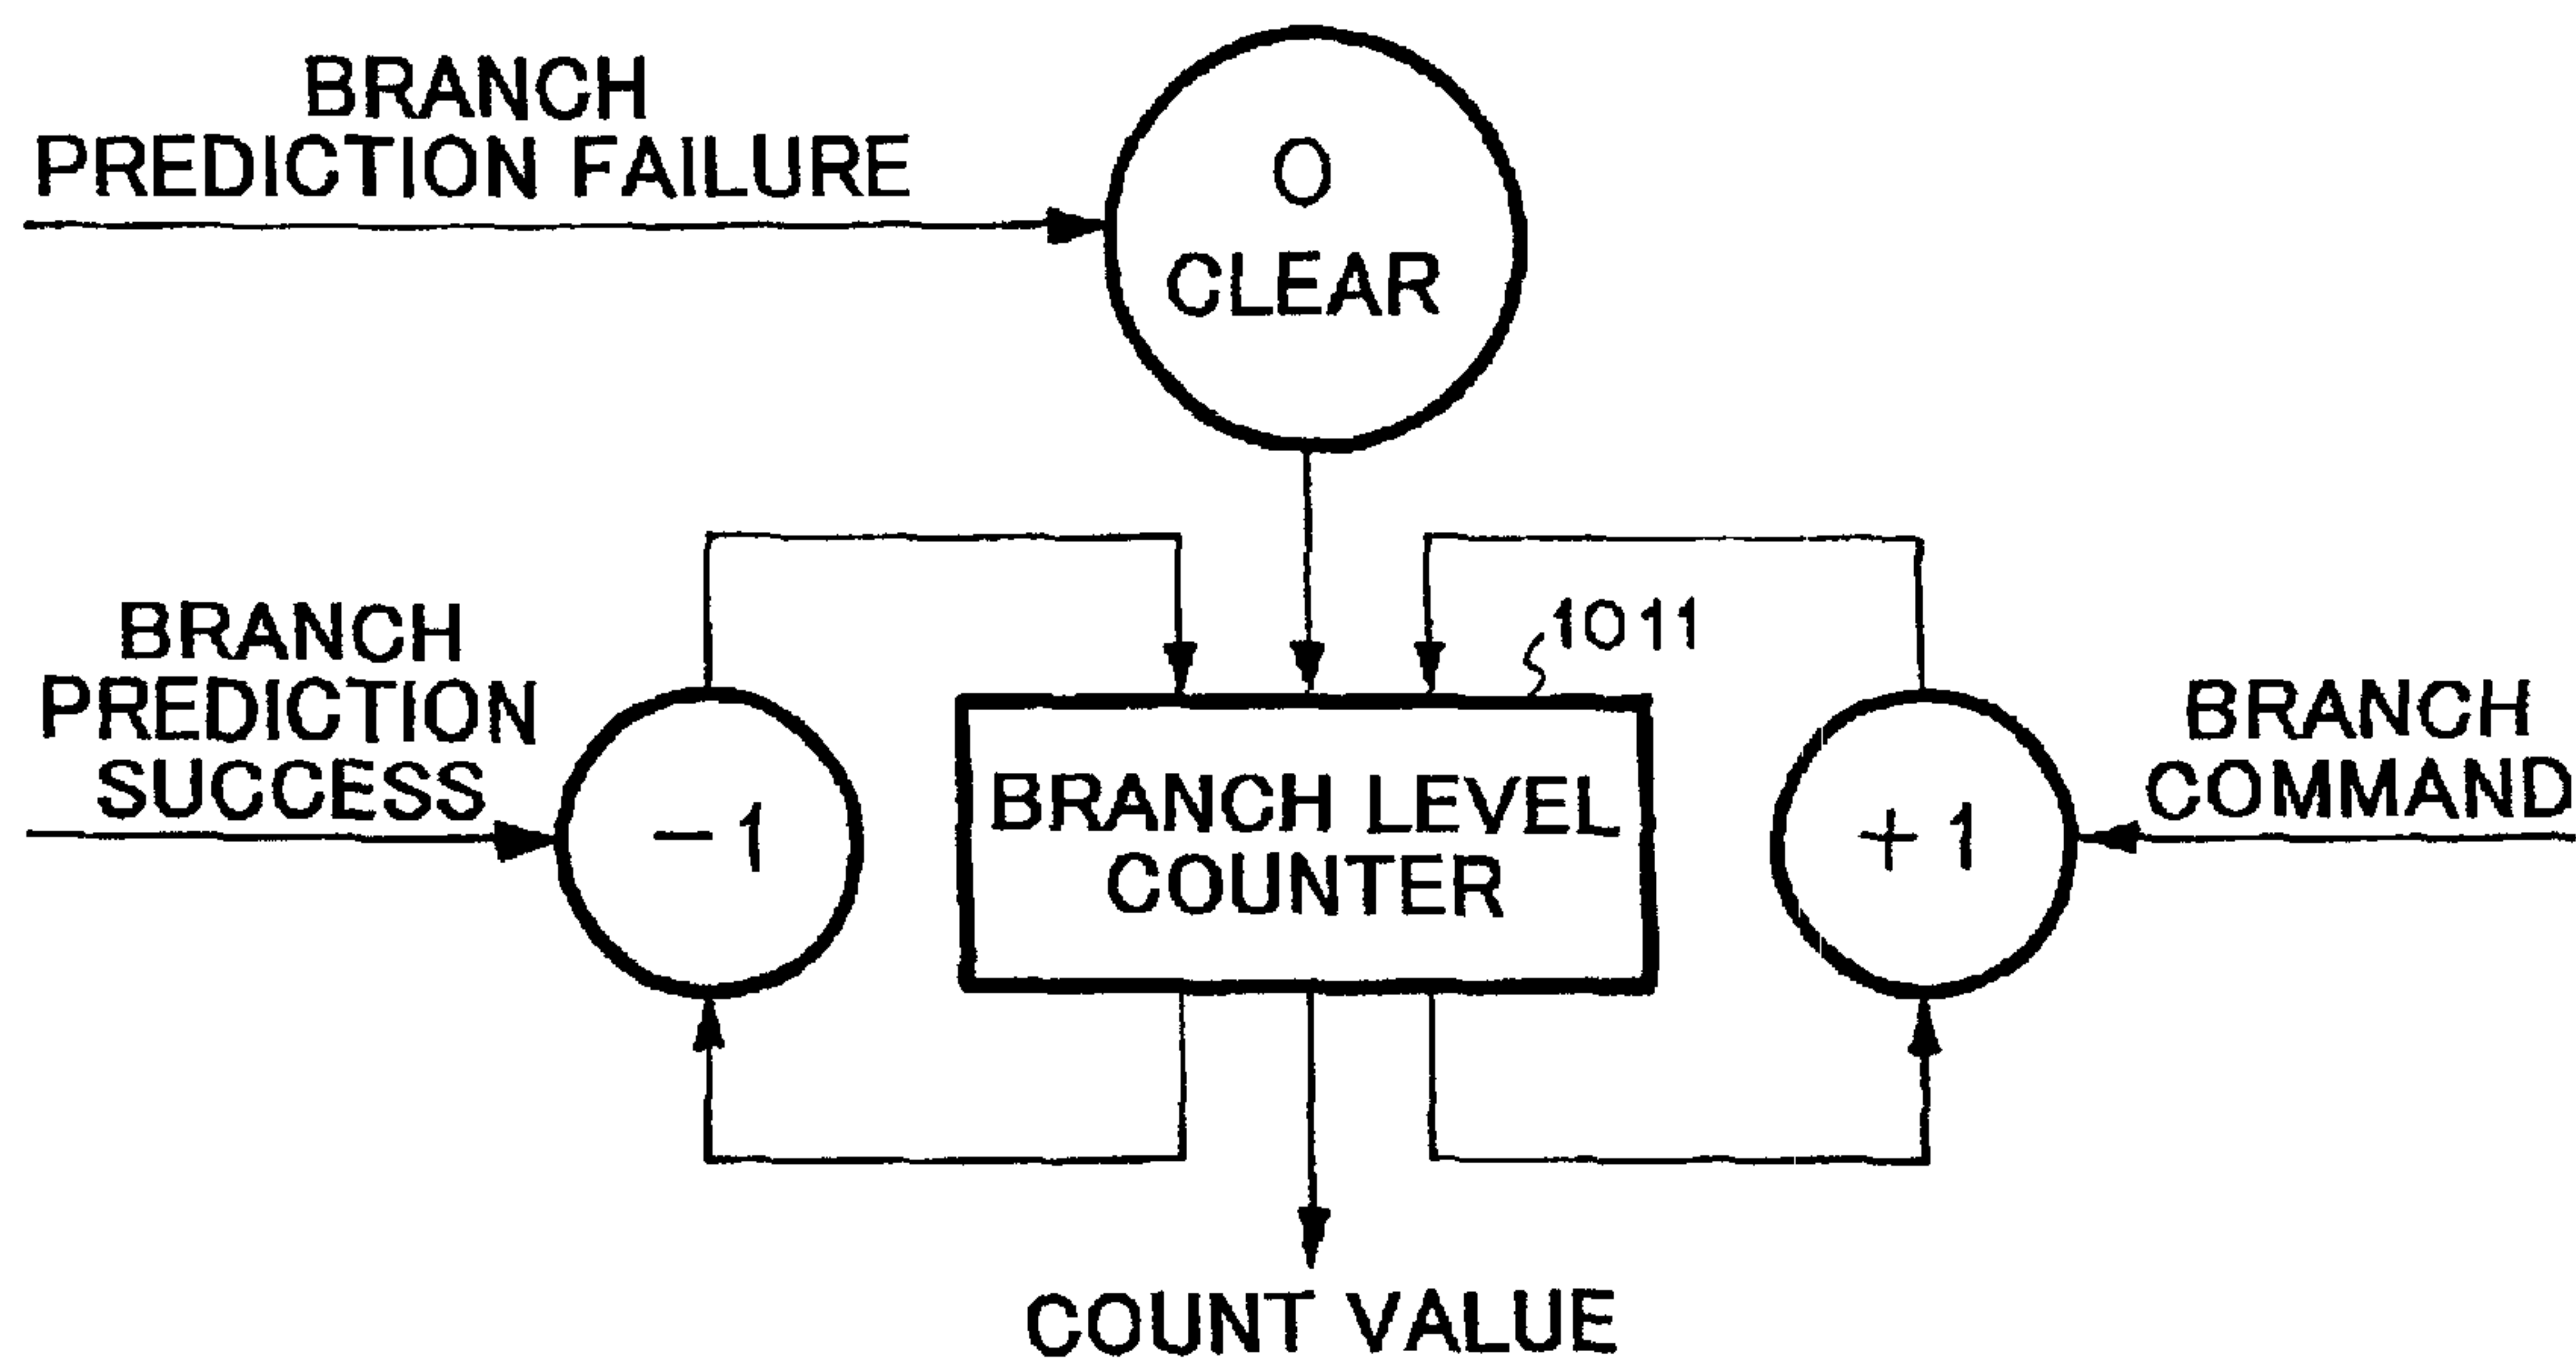 BRANCH
PREDICTION FAILURE
0
CLEAR
BRANCH
PREDICTION
SUCCESS
- 1
1011
BRANCH LEVEL
COUNTER
+ 1
BRANCH
COMMAND
COUNT VALUE